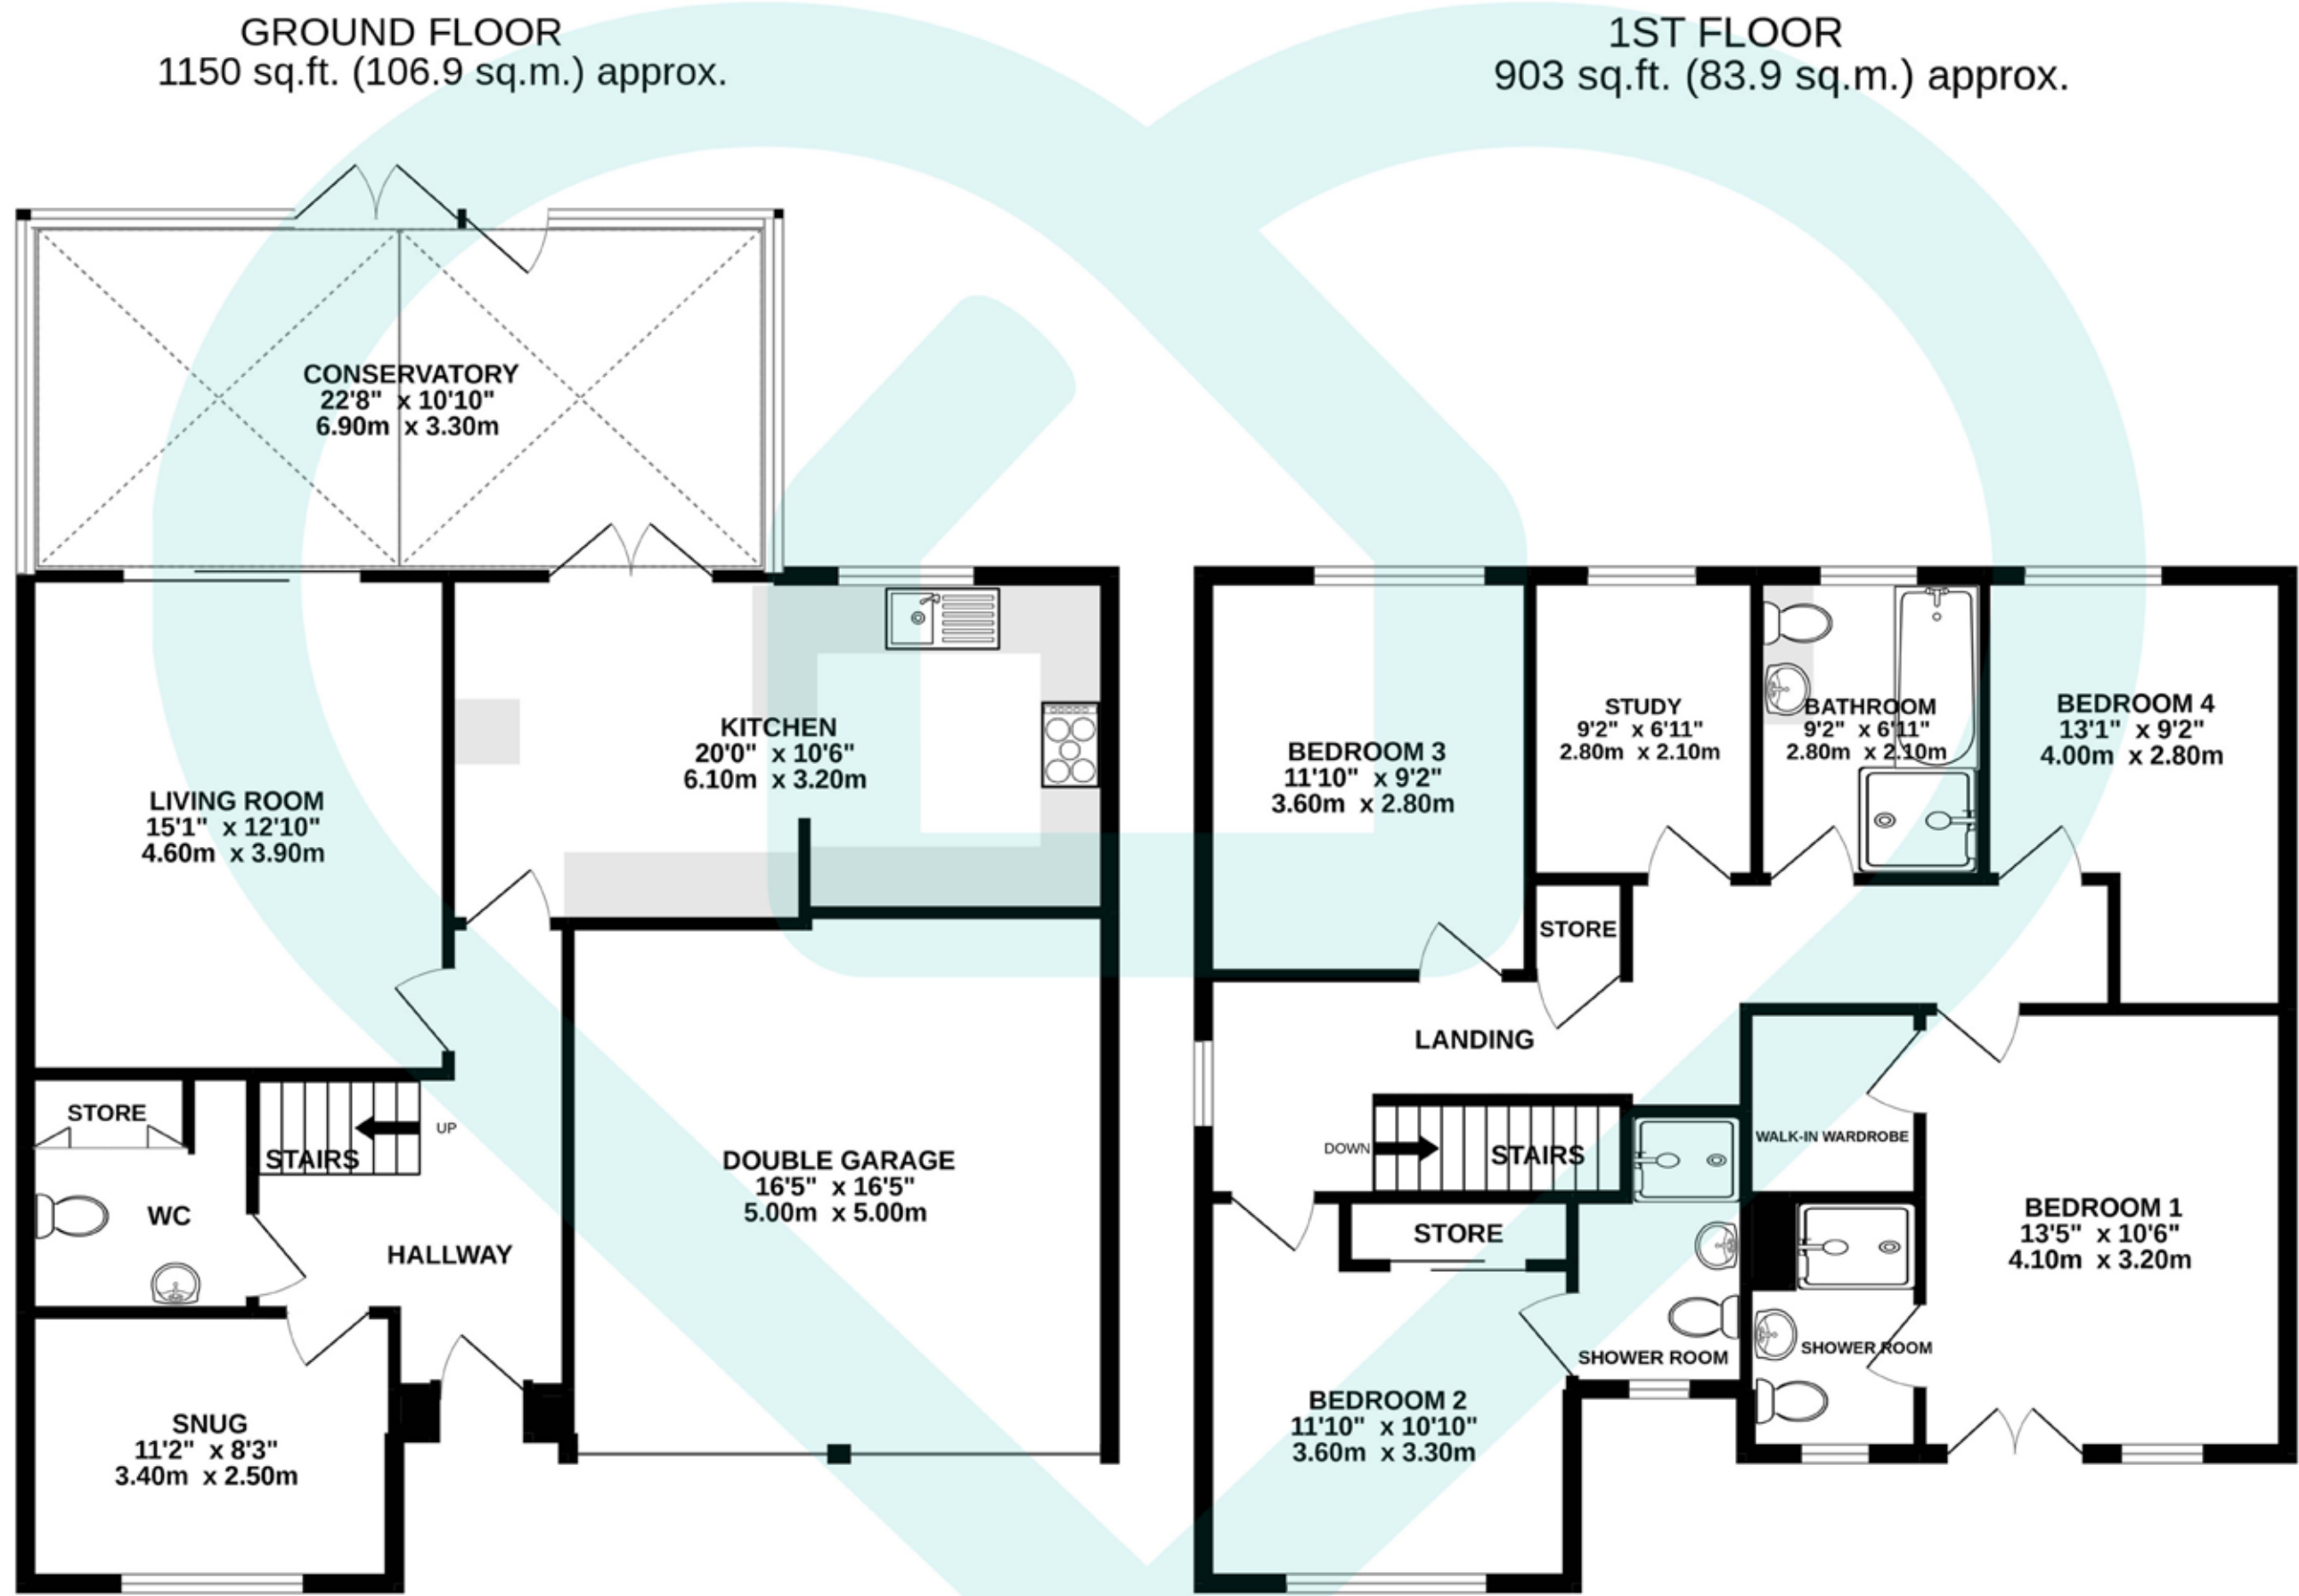 GROUND FLOOR
1150 sq.ft. (106.9 sq.m.) approx.
1ST FLOOR
903 sq.ft. (83.9 sq.m.) approx.
CONSERVATORY
22'8" x 10'10"
6.90m x 3.30m
KITCHEN
20'0" x 10'6"
6.10m x 3.20m
LIVING ROOM
15'1" x 12'10"
4.60m x 3.90m
STORE
STAIRS
UP
WC
HALLWAY
DOUBLE GARAGE
16'5" x 16'5"
5.00m x 5.00m
SNUG
11'2" x 8'3"
3.40m x 2.50m
BEDROOM 3
11'10" x 9'2"
3.60m x 2.80m
STUDY
9'2" x 6'11"
2.80m x 2.10m
BATHROOM
9'2" x 6'11"
2.80m x 2.10m
BEDROOM 4
13'1" x 9'2"
4.00m x 2.80m
STORE
LANDING
DOWN
STAIRS
WALK-IN WARDROBE
STORE
BEDROOM 1
13'5" x 10'6"
4.10m x 3.20m
SHOWER ROOM
SHOWER ROOM
BEDROOM 2
11'10" x 10'10"
3.60m x 3.30m